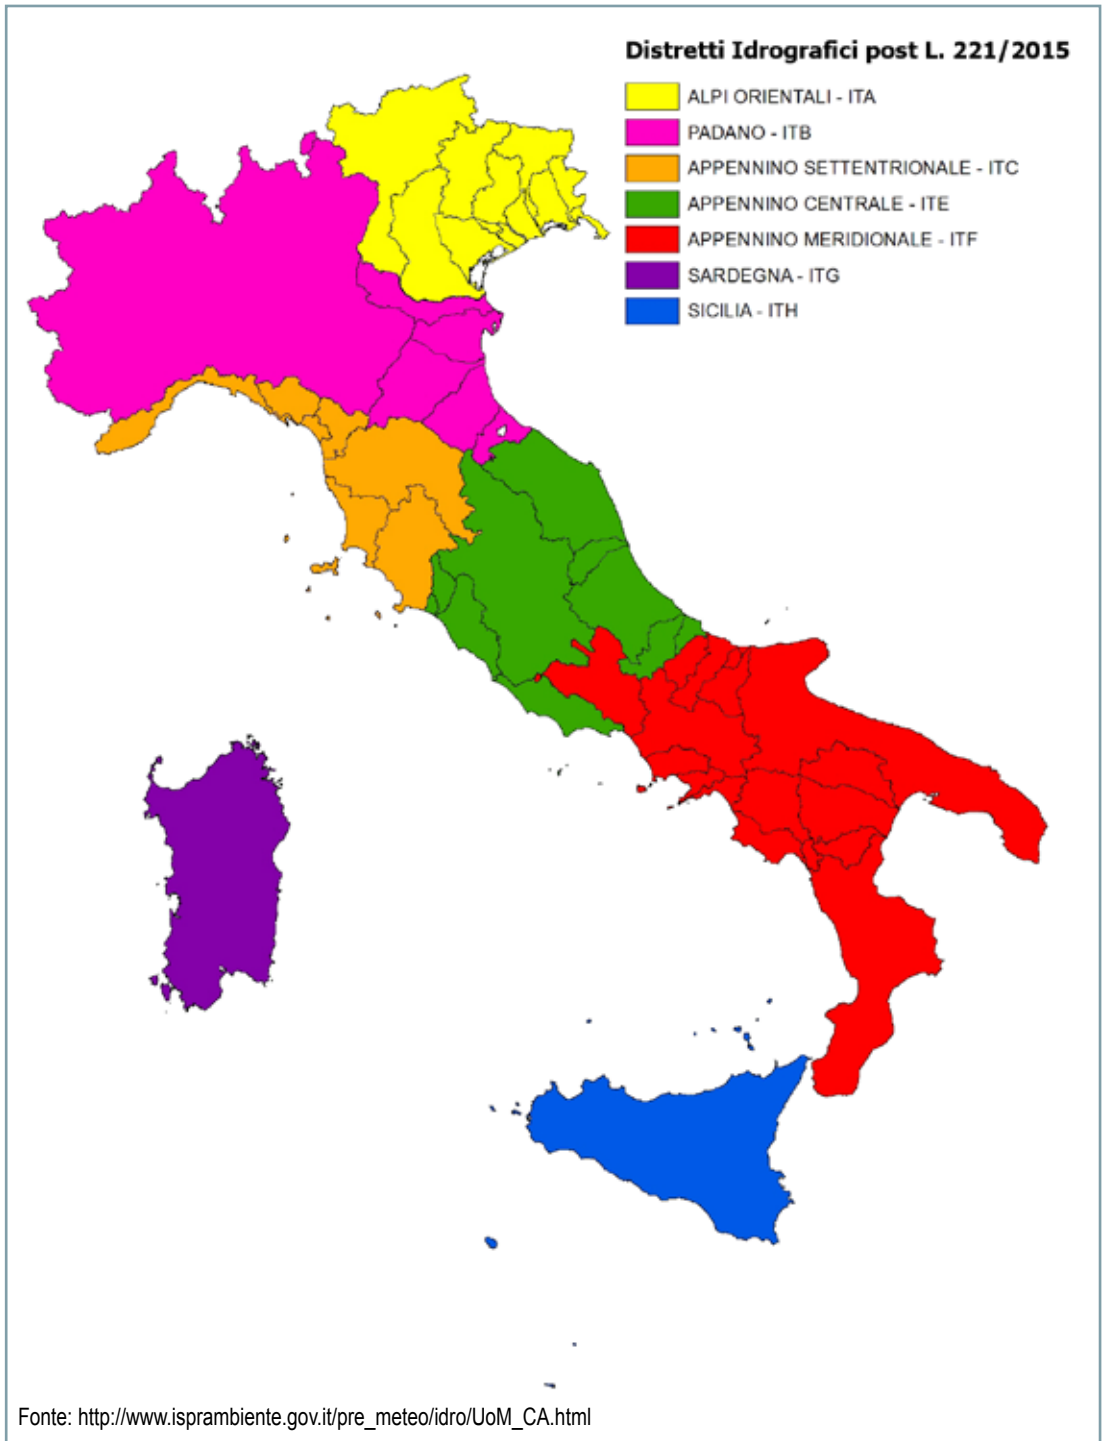 Distretti Idrografici post L. 221/2015
ALPI ORIENTALI - ITA
PADANO - ITB
APPENNINO SETTENTRIONALE - ITC
APPENNINO CENTRALE - ITE
APPENNINO MERIDIONALE - ITF
SARDEGNA - ITG
SICILIA - ITH
Fonte: http://www.isprambiente.gov.it/pre_meteo/idro/UoM_CA.html